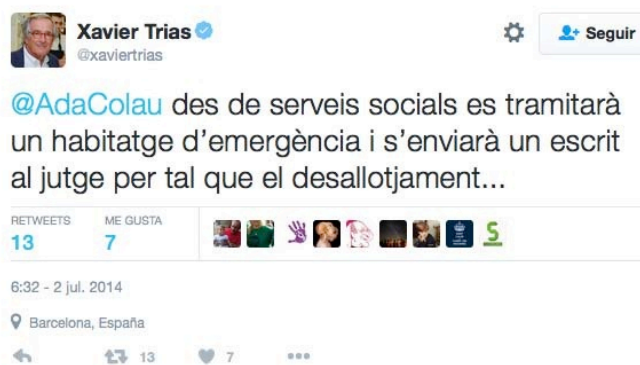 Xavier Trias
@xaviertrias
Seguir
@AdaColau des de serveis socials es tramitarà
un habitatge d'emergència i s'enviarà un escrit
al jutge per tal que el desallotjament...
RETWEETS ME GUSTA
13 7
6:32 - 2 jul. 2014
Barcelona, España
13 7